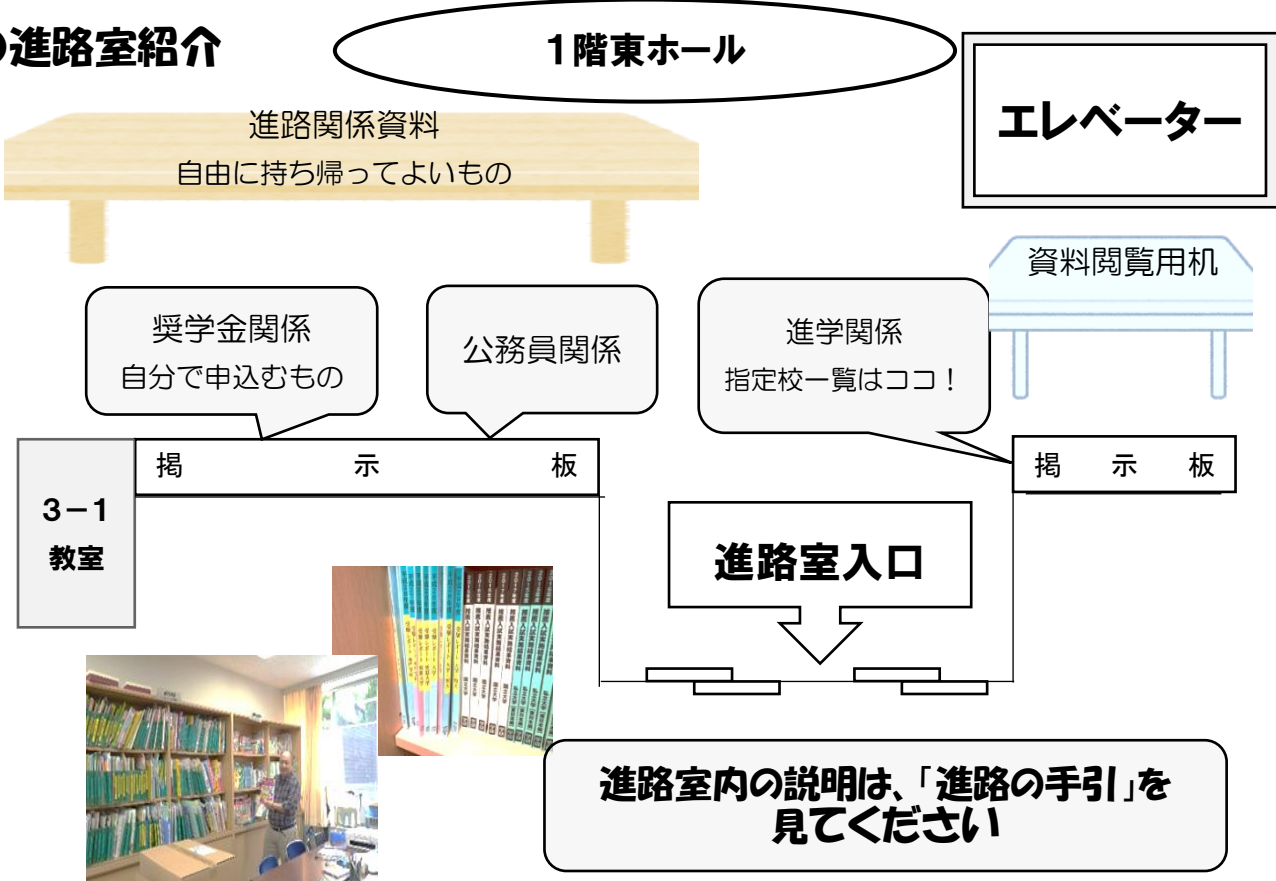 進路室紹介
1階東ホール
エレベーター
進路関係資料
自由に持ち帰ってよいもの
資料閲覧用机
奨学金関係
自分で申込むもの
公務員関係
進学関係
指定校一覧はココ！
掲示板
掲示板
3－1
教室
進路室入口
進路室内の説明は、「進路の手引」を
見てください